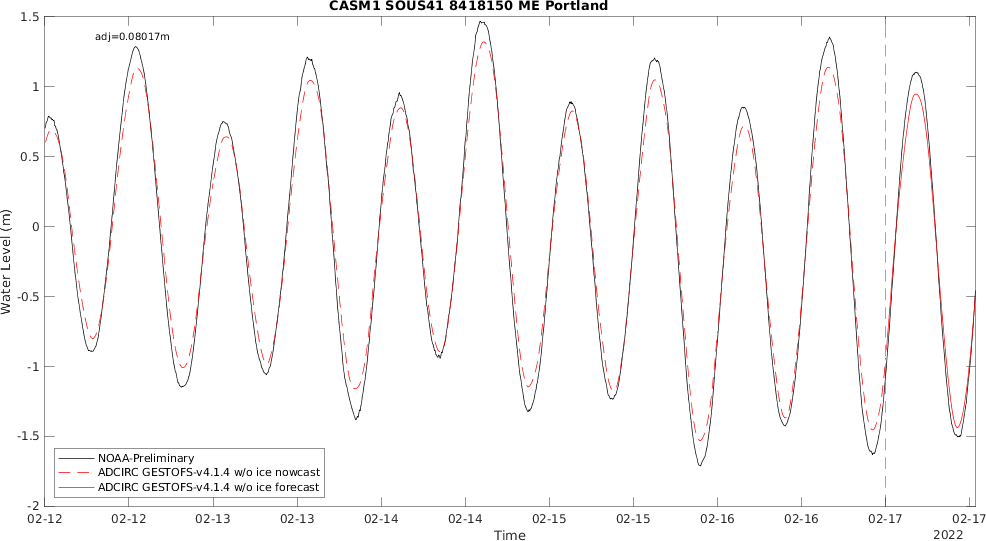 CASM1 SOUS41 8418150 ME Portland
adj=0.08017m
1.5
1
0.5
0
-0.5
-1
-1.5
-2
Water Level (m)
NOAA-Preliminary
ADCIRC GESTOFS-v4.1.4 w/o ice nowcast
ADCIRC GESTOFS-v4.1.4 w/o ice forecast
02-12 02-12 02-13 02-13 02-14 02-14 02-15 02-15 02-16 02-16 02-17 02-17
Time
2022